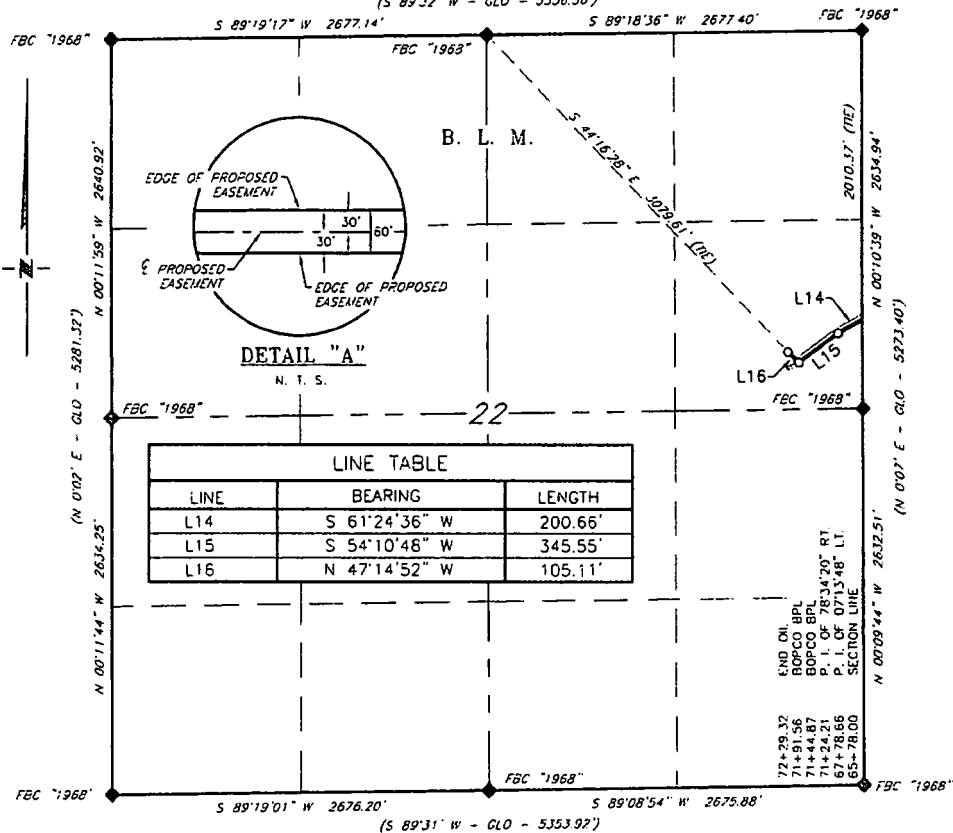 (S 89°32' W - GLO - 5356.56')
S 89°19'17" W 2677.14'
S 89°18'36" W 2677.40'
FBC "1968"
FBC "1968"
FBC "1968"
B. L. M.
S 44°16'28" E 3079.61' (TIE)
2010.37' (TIE)
N 00°11'59" W 2640.92'
N 00°10'39" W 2634.94'
EDGE OF PROPOSED
EASEMENT
30'
30'
60'
℄ PROPOSED
EASEMENT
EDGE OF PROPOSED
EASEMENT
DETAIL "A"
N. T. S.
L14
L15
L16
(N 0°02' E - GLO - 5281.32')
(N 0°02' E - GLO - 5273.40')
FBC "1968"
FBC "1968"
22
LINE TABLE
LINE BEARING LENGTH
L14 S 61°24'36" W 200.66'
L15 S 54°10'48" W 345.55'
L16 N 47°14'52" W 105.11'
N 00°11'44" W 2634.25'
N 00°09'44" W 2632.51'
72+29.32 END OIL
71+91.56 BOPCO BPL
71+44.87 BOPCO BPL
71+24.21 P. I. OF 78°34'20" RT.
67+78.66 P. I. OF 07°13'48" LT.
65+78.00 SECTION LINE
FBC "1968'
FBC "1968"
FBC "1968"
S 89°19'01" W 2676.20'
S 89°08'54" W 2675.88'
(S 89°31' W - GLO - 5353.92')